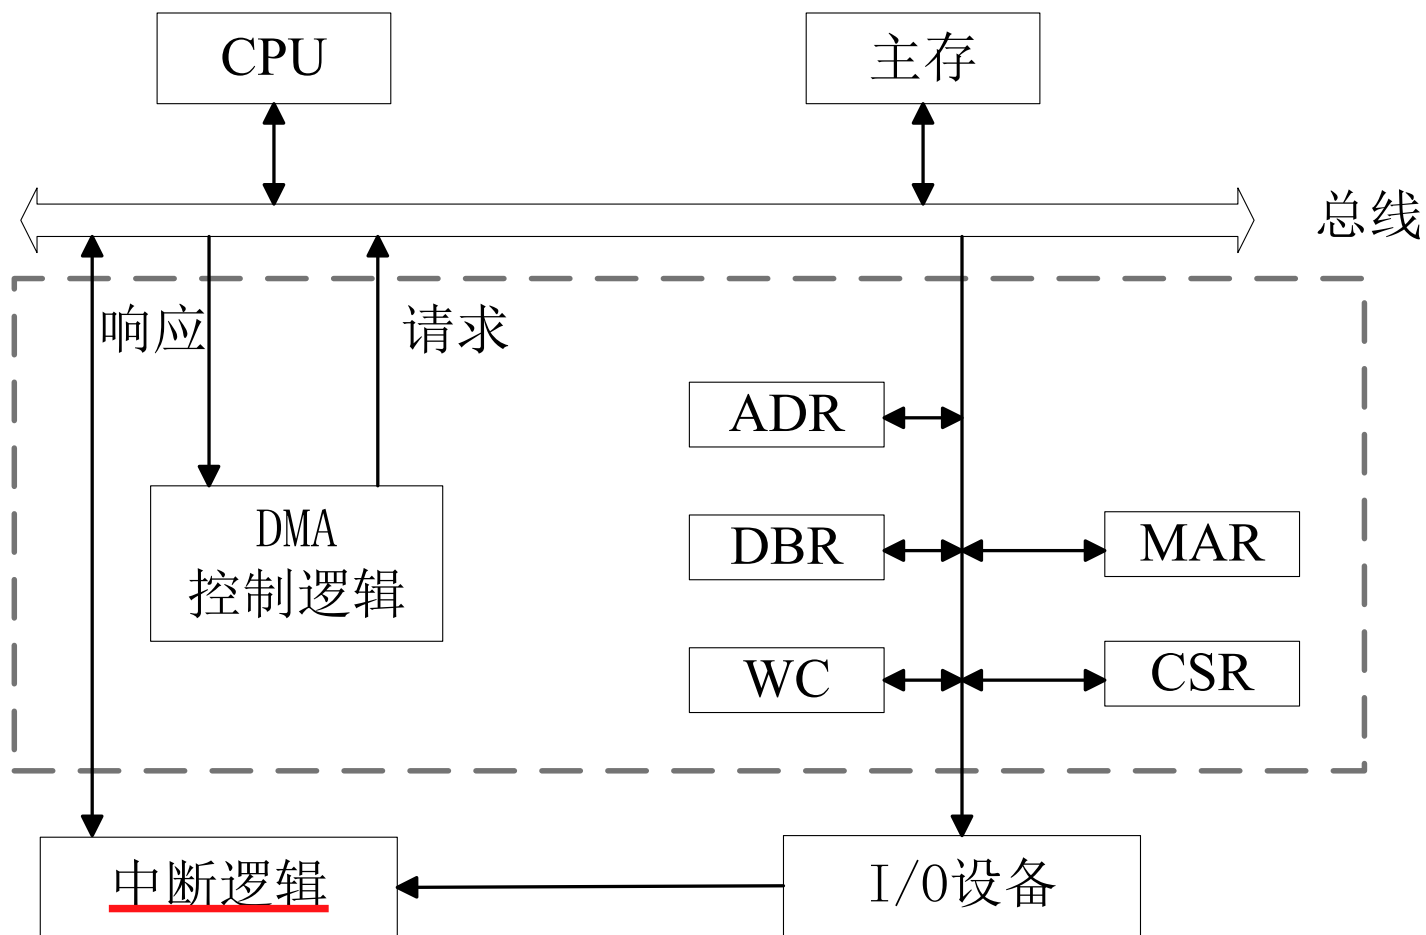 CPU
主存
总线
响应
请求
ADR
DMA
控制逻辑
DBR
MAR
WC
CSR
中断逻辑
I/O设备